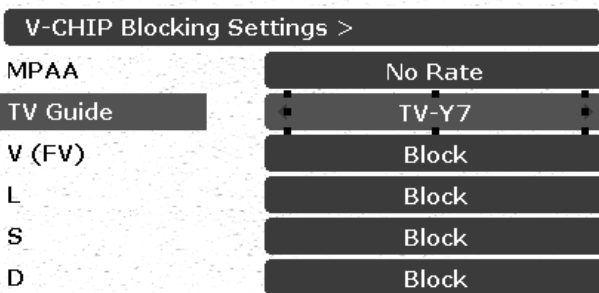 V-CHIP Blocking Settings >
MPAA No Rate
TV Guide TV-Y7
V (FV) Block
L Block
S Block
D Block